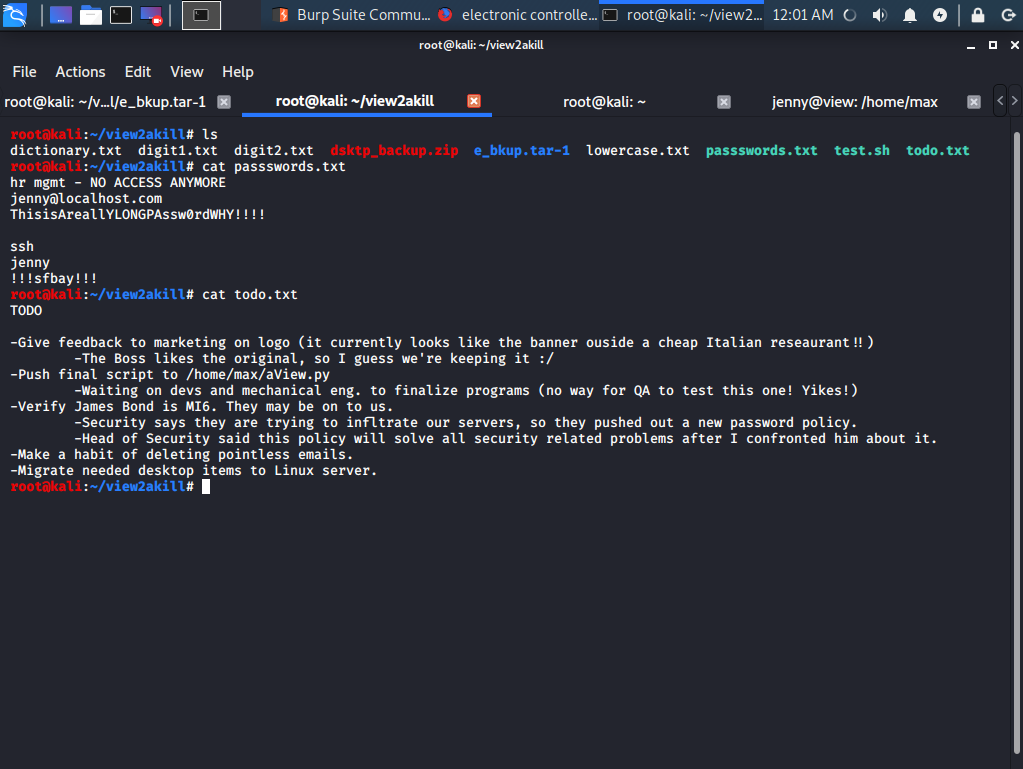 Burp Suite Commu... electronic controlle... root@kali: ~/view2... 12:01 AM
root@kali: ~/view2akill
File Actions Edit View Help
root@kali: ~/v...l/e_bkup.tar-1 root@kali: ~/view2akill root@kali: ~ jenny@view: /home/max
root@kali:~/view2akill# ls
dictionary.txt digit1.txt digit2.txt dsktp_backup.zip e_bkup.tar-1 lowercase.txt passswords.txt test.sh todo.txt
root@kali:~/view2akill# cat passswords.txt
hr mgmt - NO ACCESS ANYMORE
jenny@localhost.com
ThisisAreallYLONGPAssw0rdWHY!!!!
ssh
jenny
!!!sfbay!!!
root@kali:~/view2akill# cat todo.txt
TODO
-Give feedback to marketing on logo (it currently looks like the banner ouside a cheap Italian reseaurant!!)
-The Boss likes the original, so I guess we're keeping it :/
-Push final script to /home/max/aView.py
-Waiting on devs and mechanical eng. to finalize programs (no way for QA to test this one! Yikes!)
-Verify James Bond is MI6. They may be on to us.
-Security says they are trying to infltrate our servers, so they pushed out a new password policy.
-Head of Security said this policy will solve all security related problems after I confronted him about it.
-Make a habit of deleting pointless emails.
-Migrate needed desktop items to Linux server.
root@kali:~/view2akill#